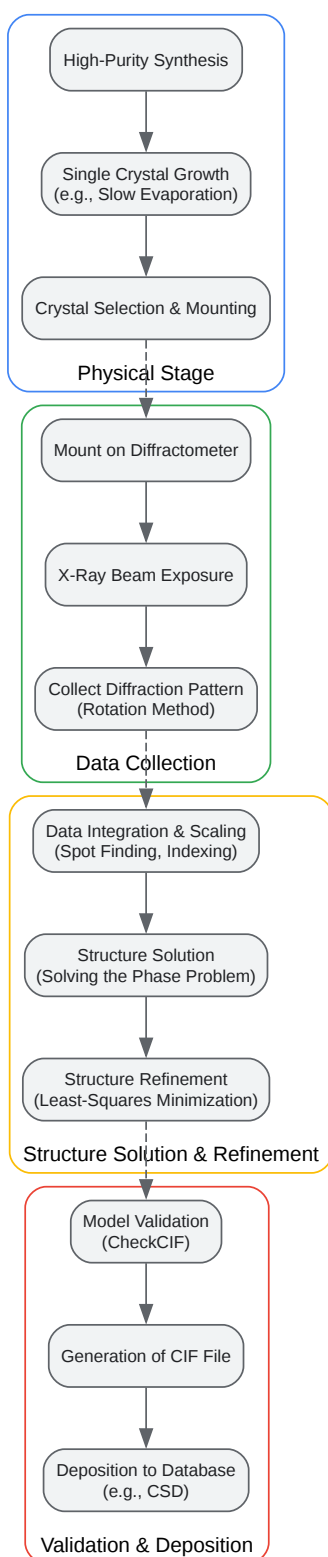 High-Purity Synthesis
Single Crystal Growth
(e.g., Slow Evaporation)
Crystal Selection & Mounting
Physical Stage
Mount on Diffractometer
X-Ray Beam Exposure
Collect Diffraction Pattern
(Rotation Method)
Data Collection
Data Integration & Scaling
(Spot Finding, Indexing)
Structure Solution
(Solving the Phase Problem)
Structure Refinement
(Least-Squares Minimization)
Structure Solution & Refinement
Model Validation
(CheckCIF)
Generation of CIF File
Deposition to Database
(e.g., CSD)
Validation & Deposition